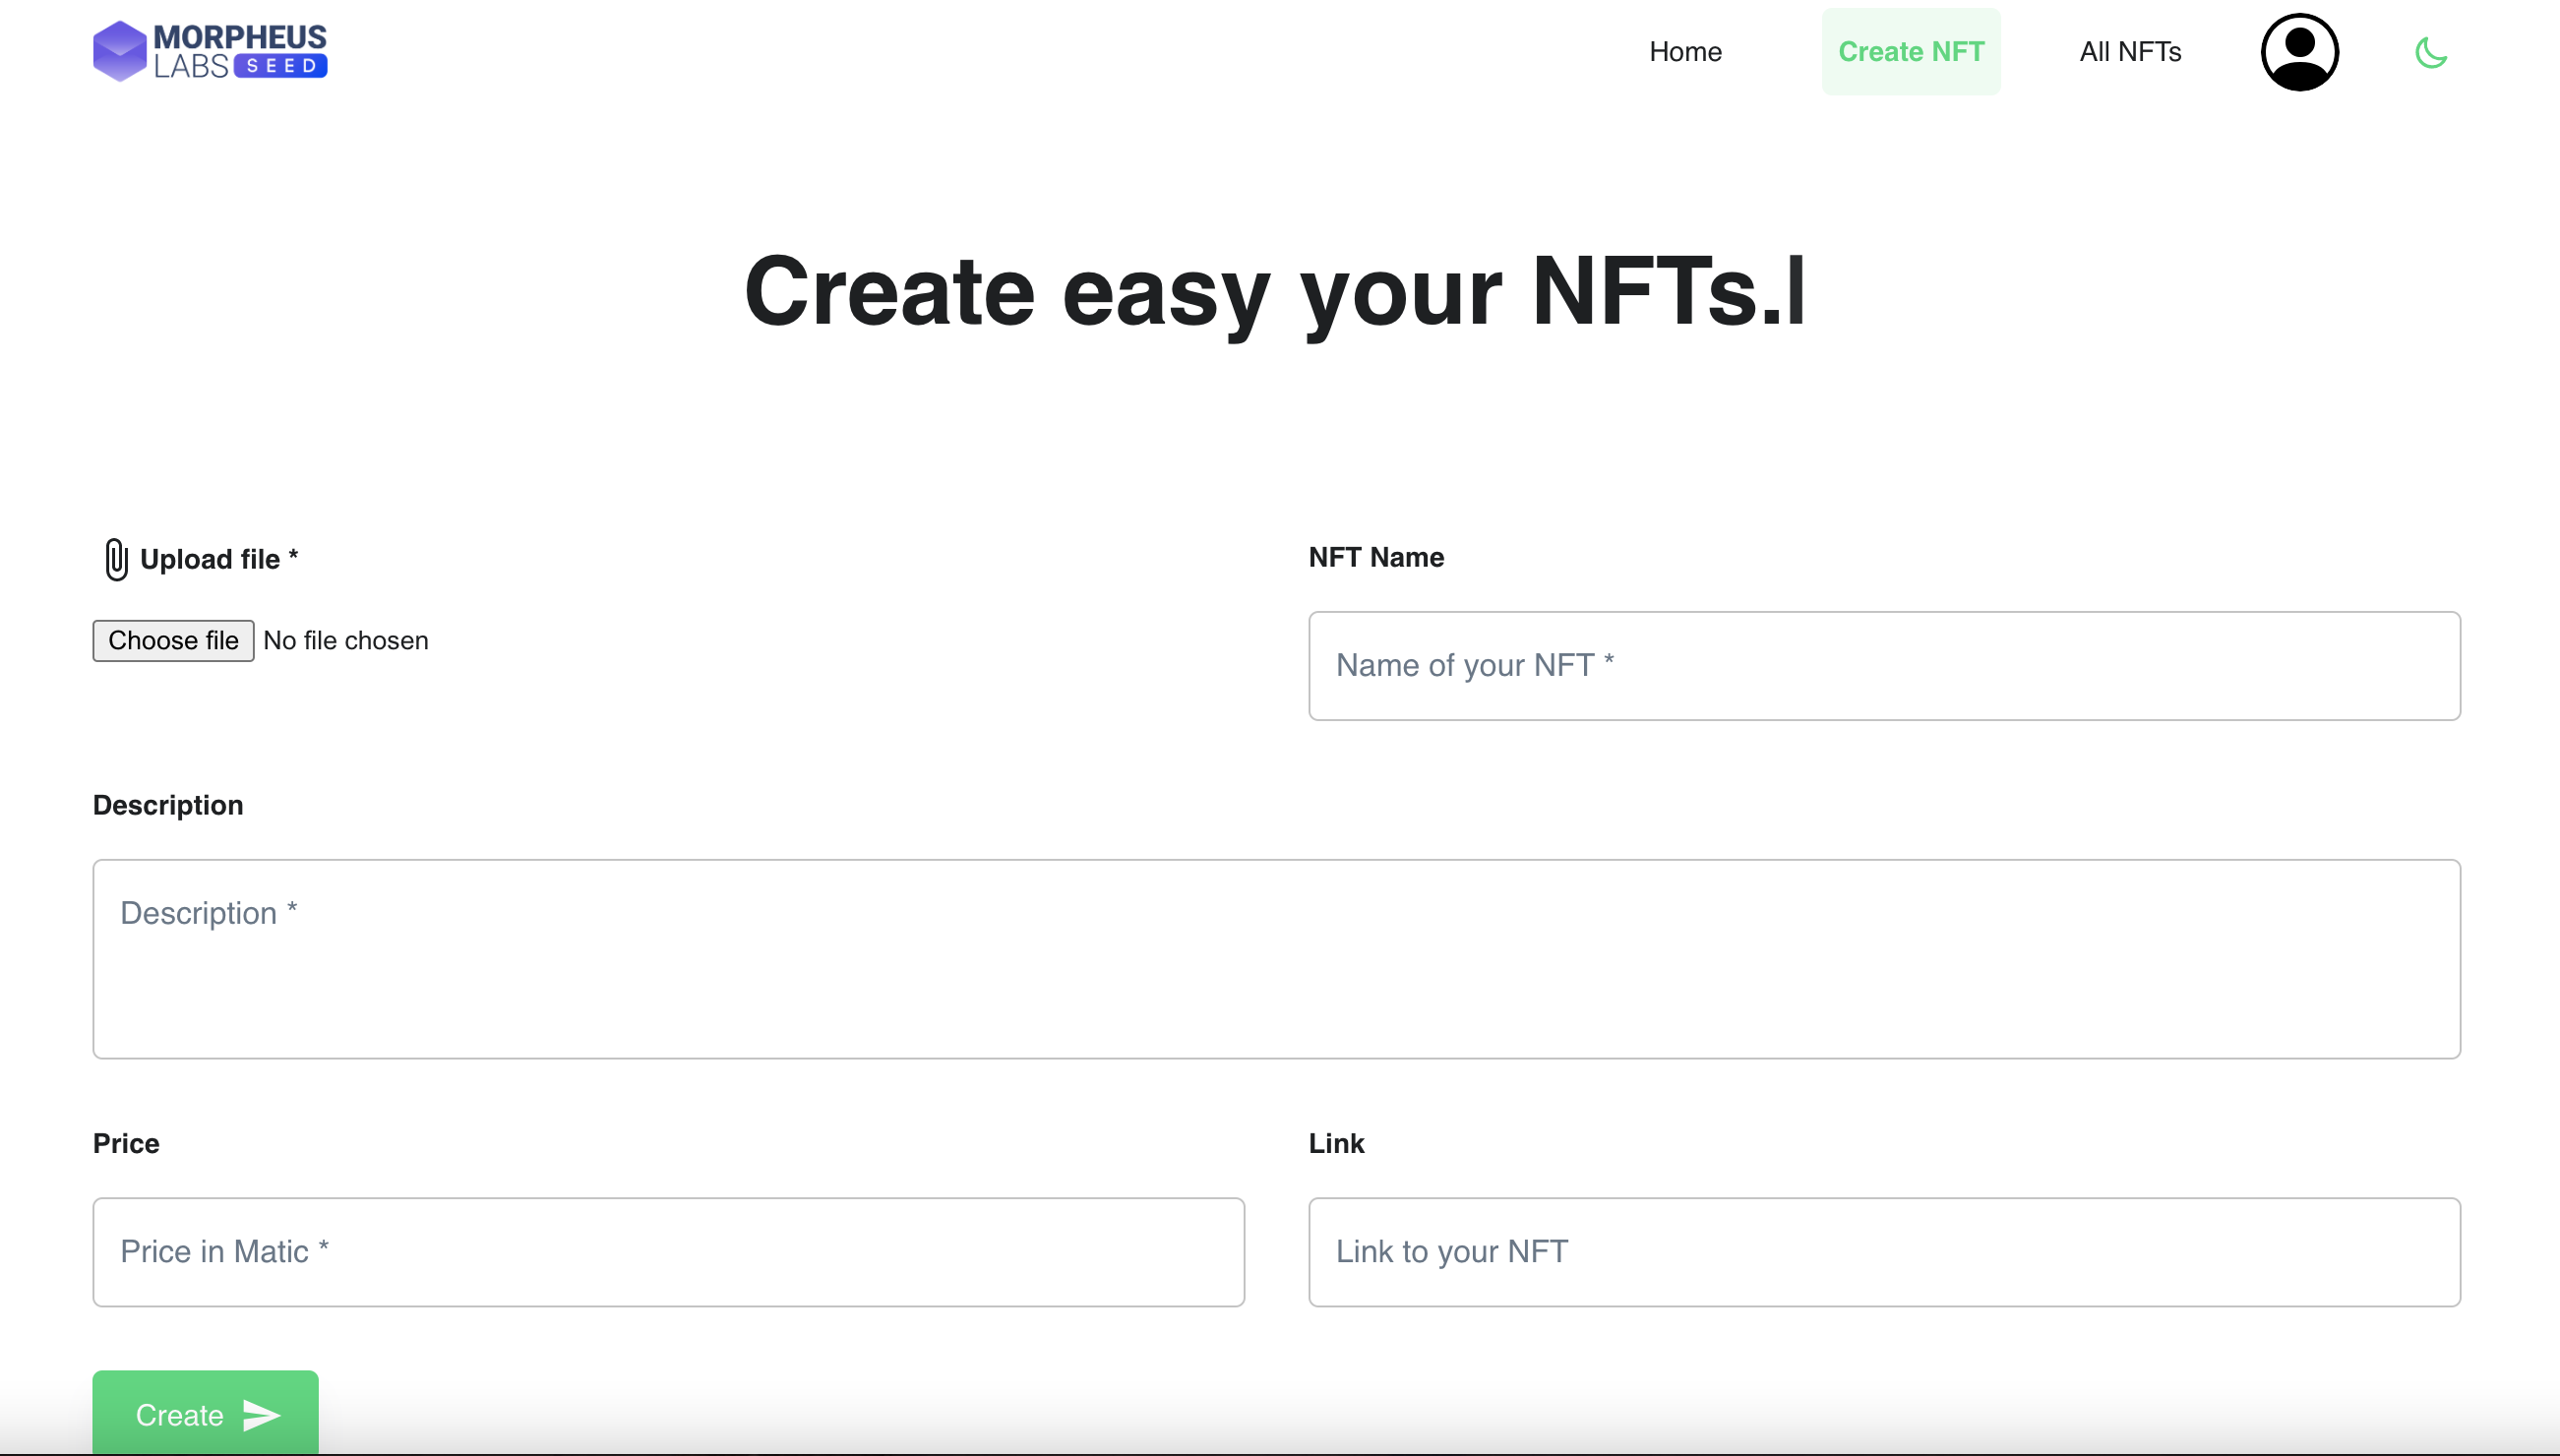 MORPHEUS
LABS SEED
Home
Create NFT
All NFTs
Create easy your NFTs.
Upload file *
Choose file No file chosen
NFT Name
Name of your NFT *
Description
Description *
Price
Price in Matic *
Link
Link to your NFT
Create